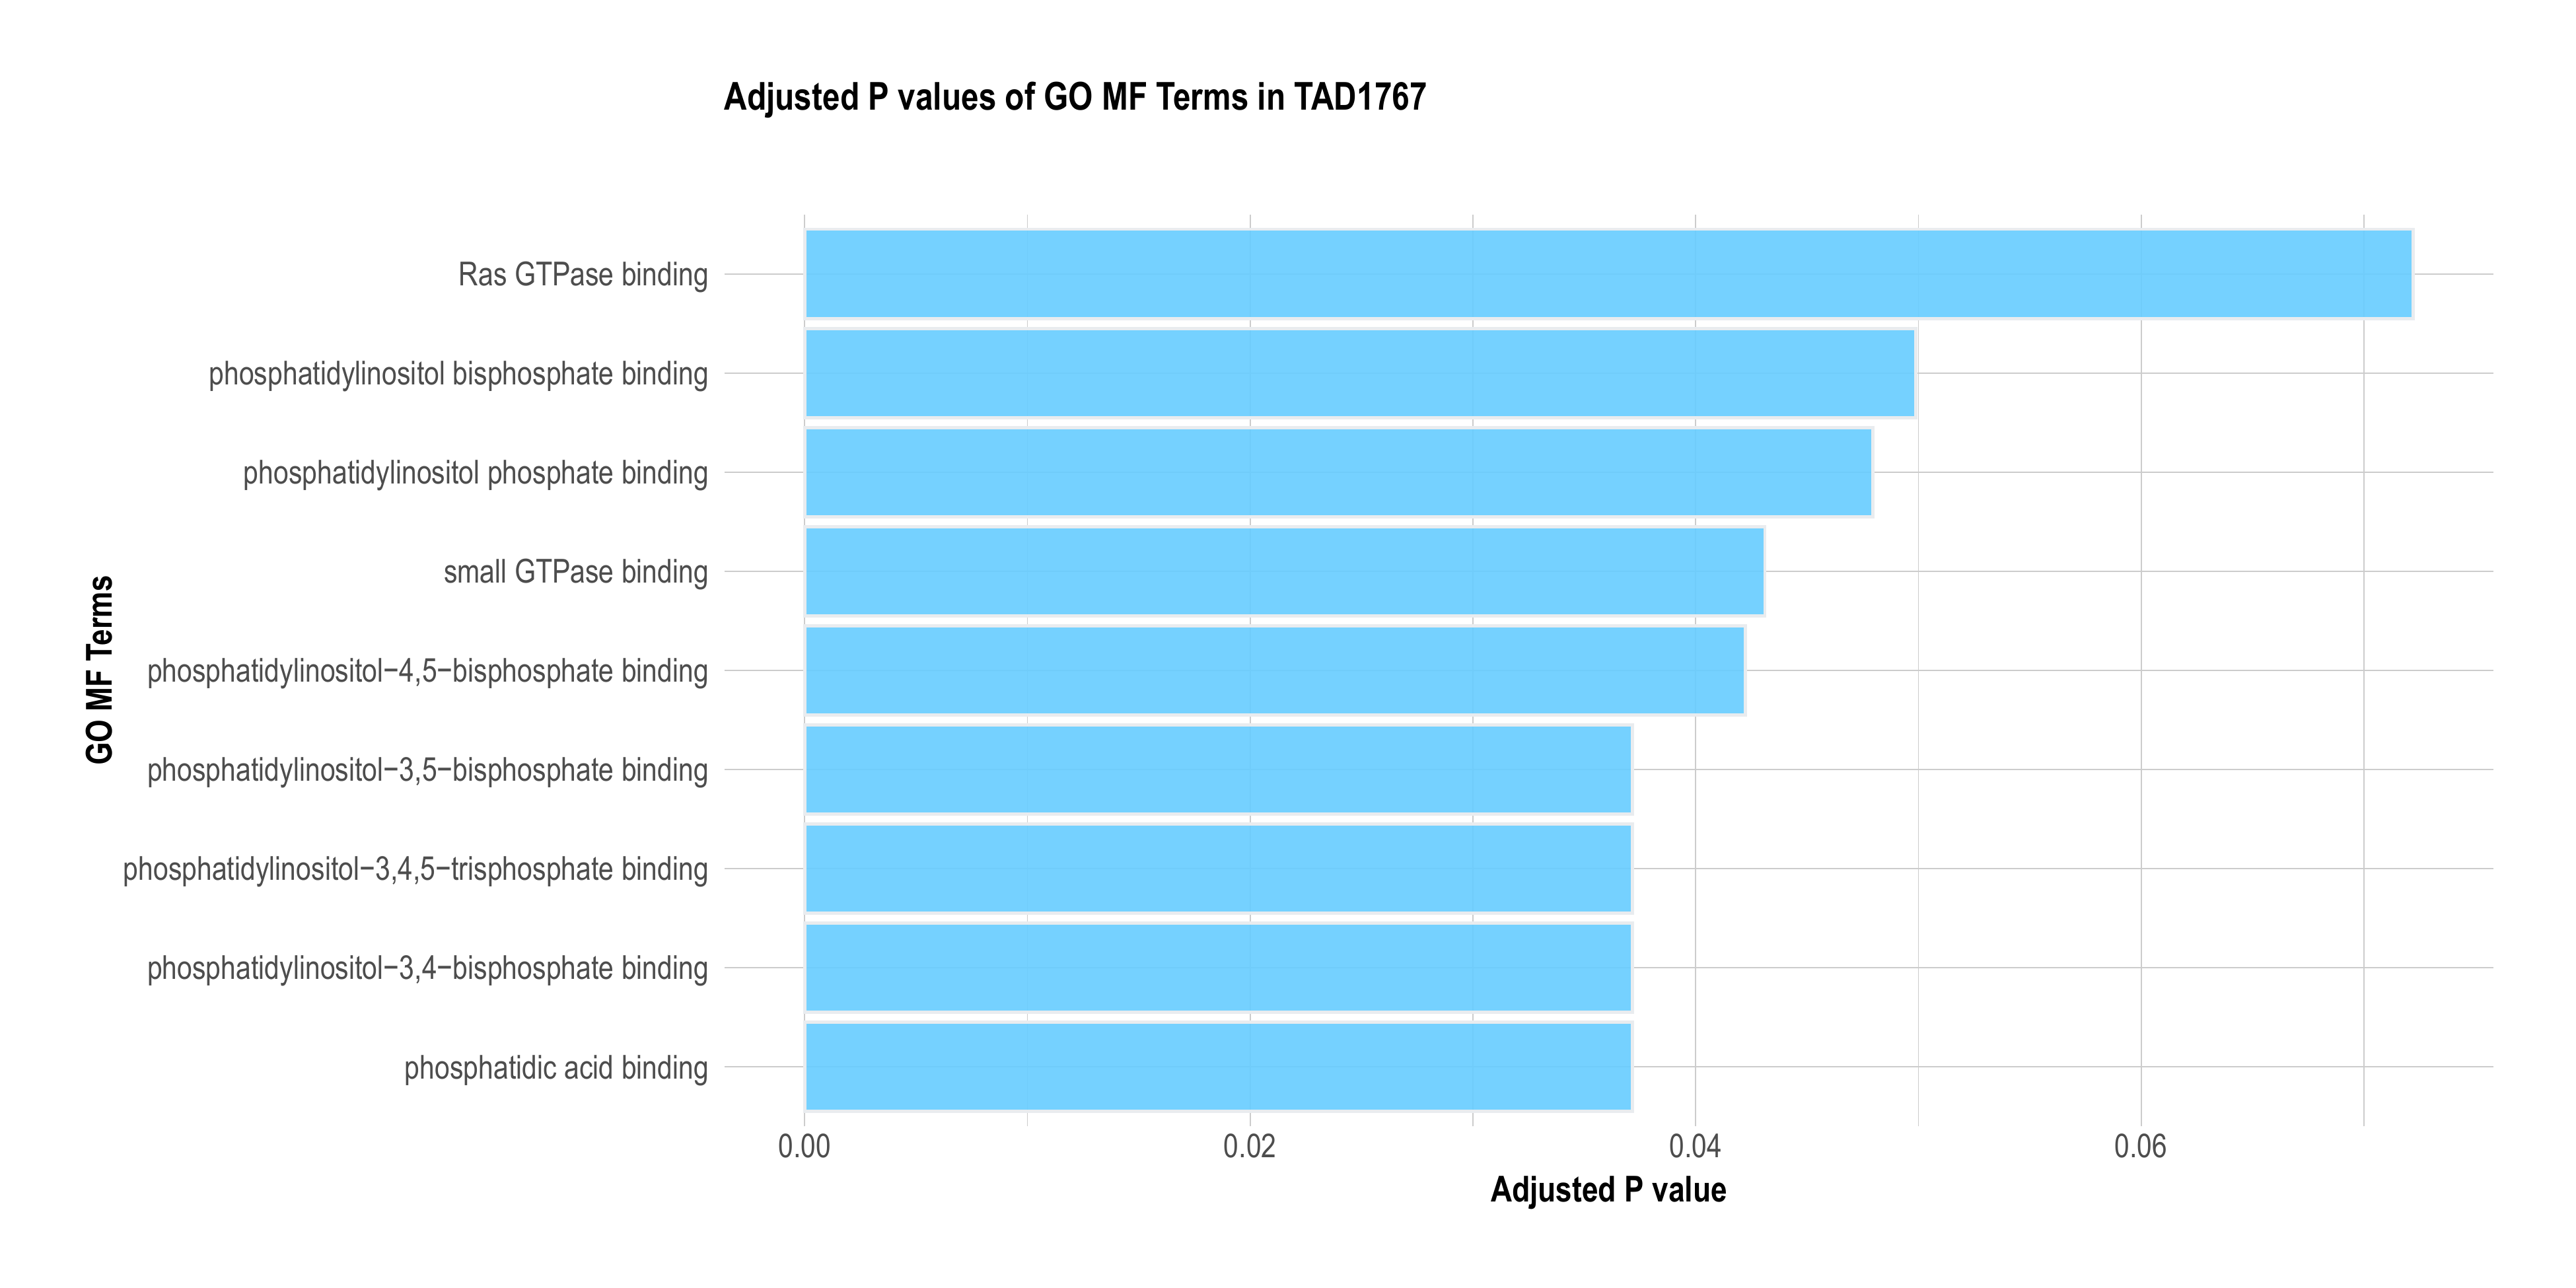 Adjusted P values of GO MF Terms in TAD1767
GO MF Terms
Ras GTPase binding
phosphatidylinositol bisphosphate binding
phosphatidylinositol phosphate binding
small GTPase binding
phosphatidylinositol−4,5−bisphosphate binding
phosphatidylinositol−3,5−bisphosphate binding
phosphatidylinositol−3,4,5−trisphosphate binding
phosphatidylinositol−3,4−bisphosphate binding
phosphatidic acid binding
0.00 0.02 0.04 0.06
Adjusted P value